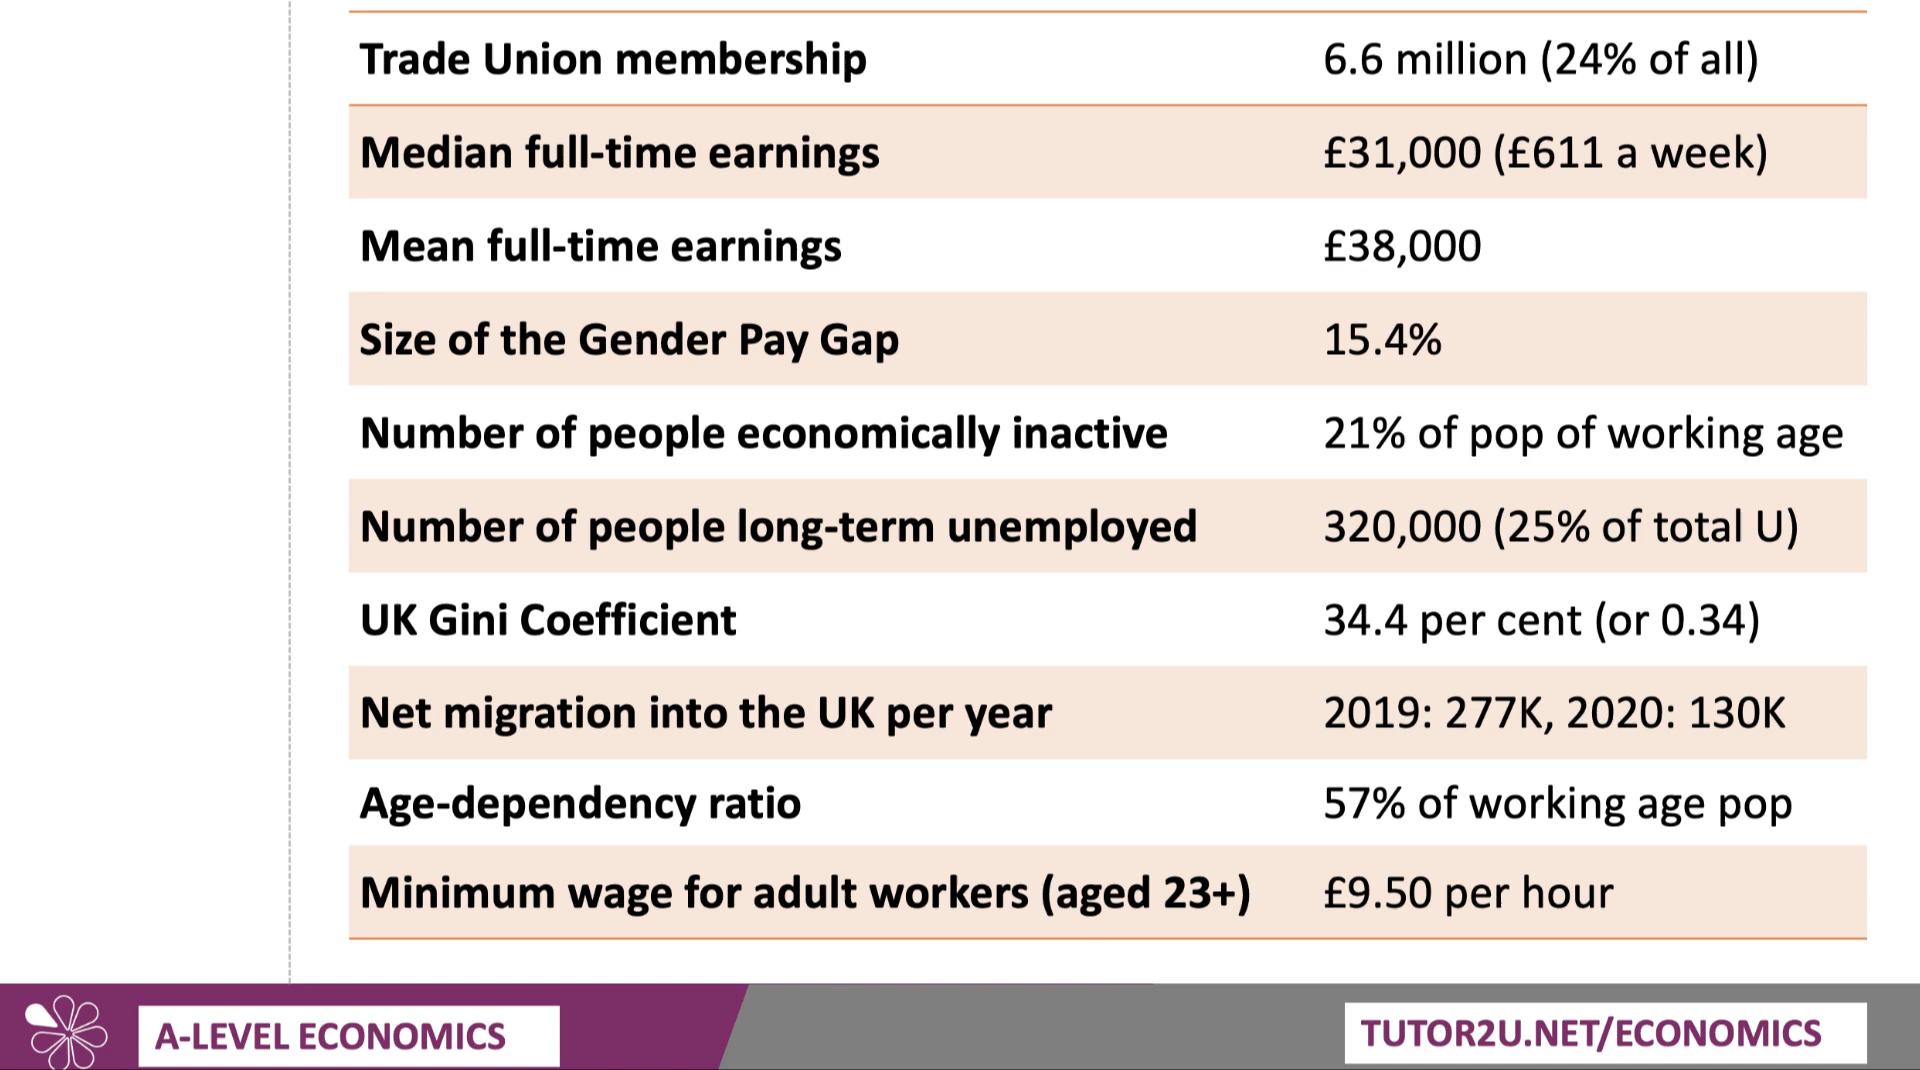 Trade Union membership 6.6 million (24% of all)
Median full-time earnings £31,000 (£611 a week)
Mean full-time earnings £38,000
Size of the Gender Pay Gap 15.4%
Number of people economically inactive 21% of pop of working age
Number of people long-term unemployed 320,000 (25% of total U)
UK Gini Coefficient 34.4 per cent (or 0.34)
Net migration into the UK per year 2019: 277K, 2020: 130K
Age-dependency ratio 57% of working age pop
Minimum wage for adult workers (aged 23+) £9.50 per hour
A-LEVEL ECONOMICS TUTOR2U.NET/ECONOMICS